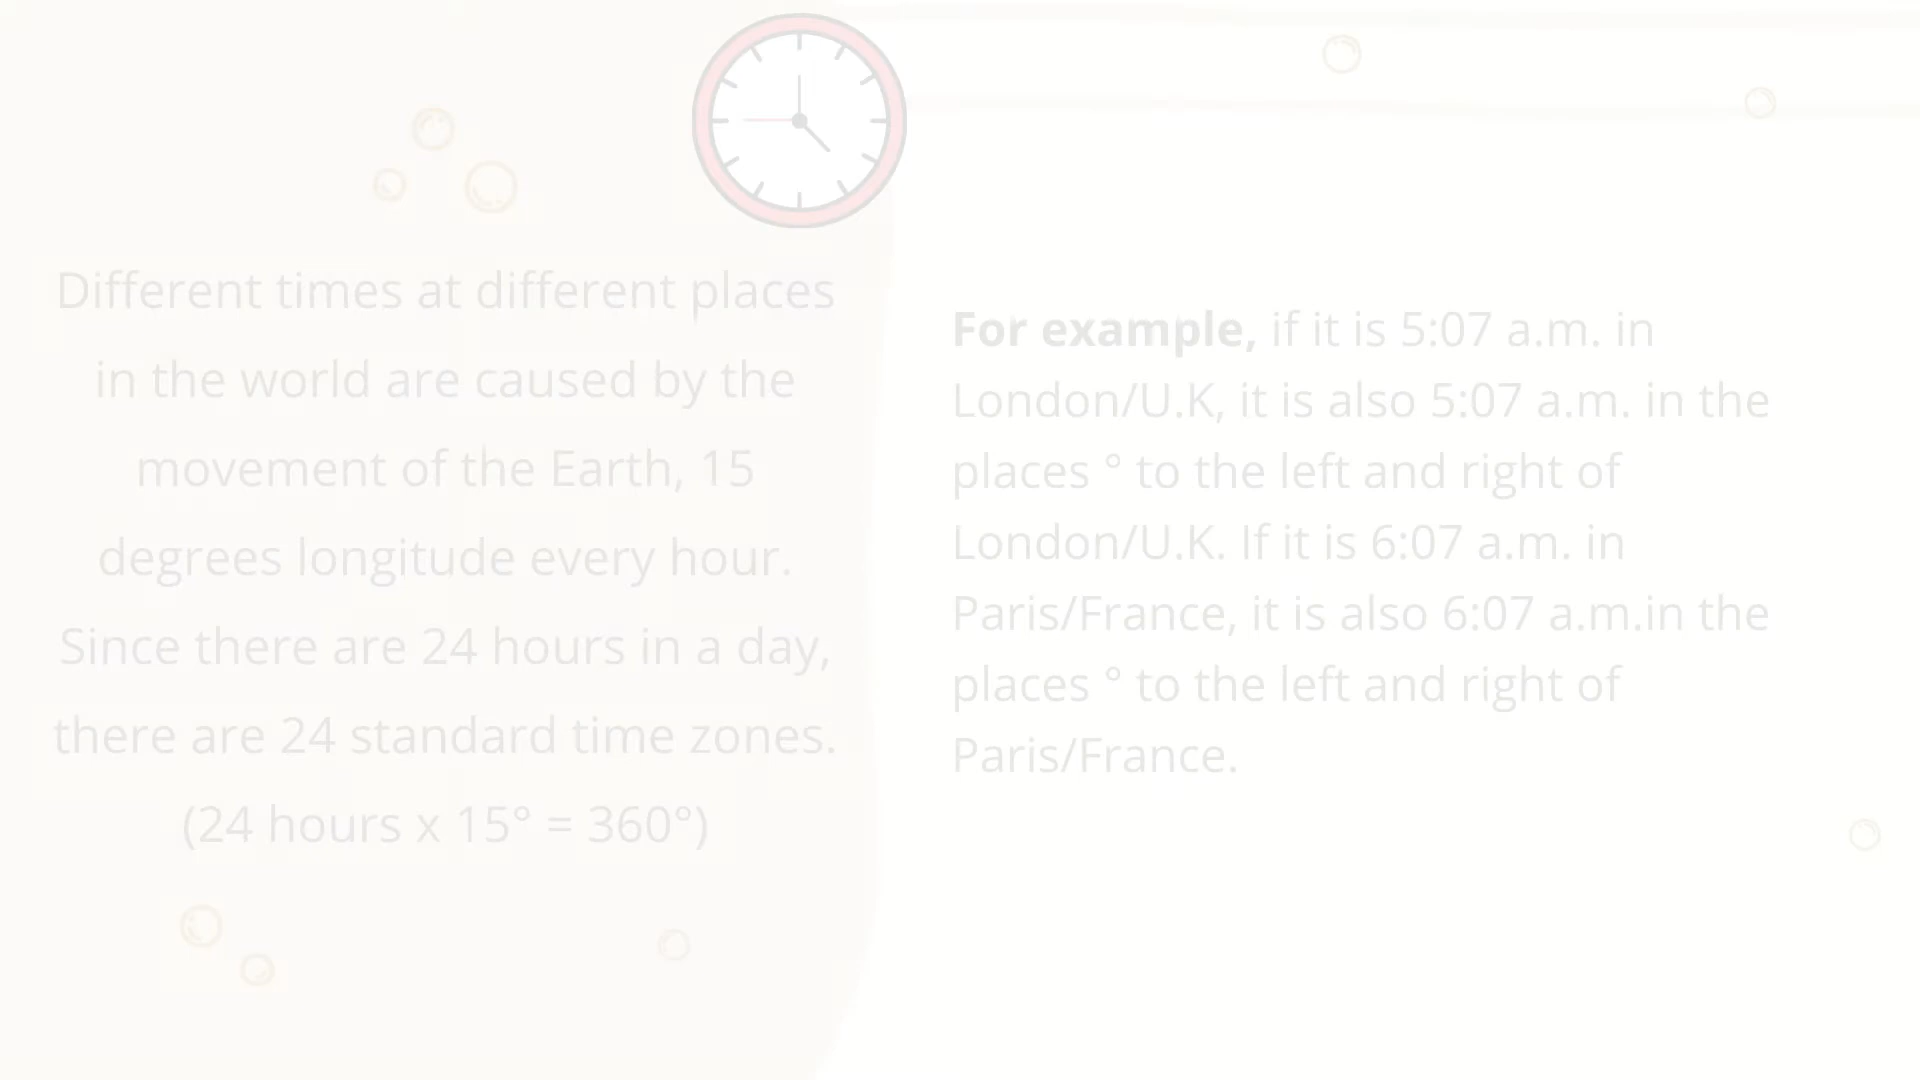 Different times at different places
in the world are caused by the
movement of the Earth, 15
degrees longitude every hour.
Since there are 24 hours in a day,
there are 24 standard time zones.
(24 hours x 15° = 360°)
For example, if it is 5:07 a.m. in
London/U.K, it is also 5:07 a.m. in the
places ° to the left and right of
London/U.K. If it is 6:07 a.m. in
Paris/France, it is also 6:07 a.m.in the
places ° to the left and right of
Paris/France.